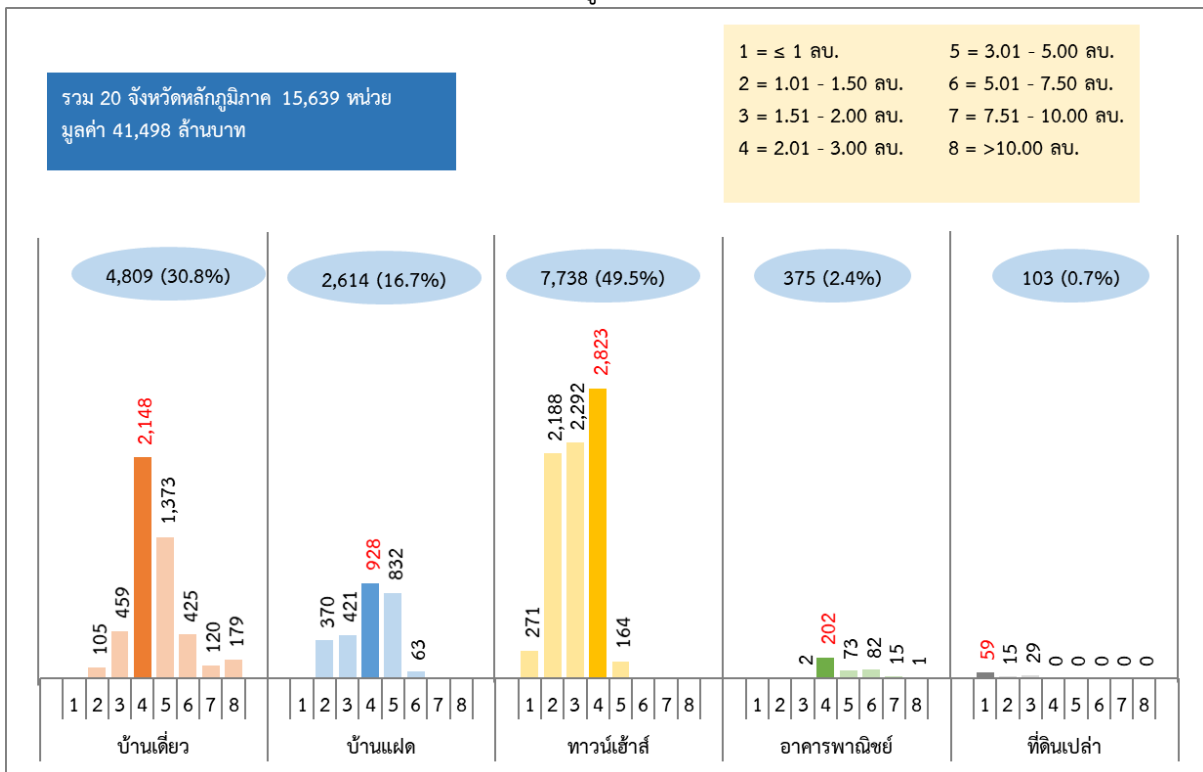 รวม 20 จังหวัดหลักภูมิภาค 15,639 หน่วย
มูลค่า 41,498 ล้านบาท
1 = ≤ 1 ลบ. 5 = 3.01 - 5.00 ลบ.
2 = 1.01 - 1.50 ลบ. 6 = 5.01 - 7.50 ลบ.
3 = 1.51 - 2.00 ลบ. 7 = 7.51 - 10.00 ลบ.
4 = 2.01 - 3.00 ลบ. 8 = >10.00 ลบ.
4,809 (30.8%) 2,614 (16.7%) 7,738 (49.5%) 375 (2.4%) 103 (0.7%)
105 459 2,148 1,373 425 120 179
370 421 928 832 63
271 2,188 2,292 2,823 164
2 202 73 82 15 1
59 15 29 0 0 0 0 0
1 2 3 4 5 6 7 8 1 2 3 4 5 6 7 8 1 2 3 4 5 6 7 8 1 2 3 4 5 6 7 8 1 2 3 4 5 6 7 8
บ้านเดี่ยว บ้านแฝด ทาวน์เฮ้าส์ อาคารพาณิชย์ ที่ดินเปล่า